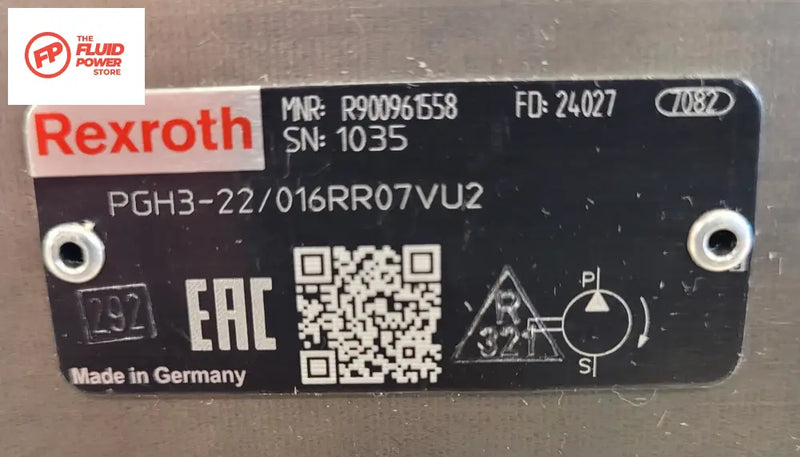 FP
THE
FLUID
POWER
STORE
Rexroth
MNR: R900961558 FD: 24027 7082
SN: 1035
PGH3-22/016RR07VU2
292
EAC
R
321
P
S
Made in Germany